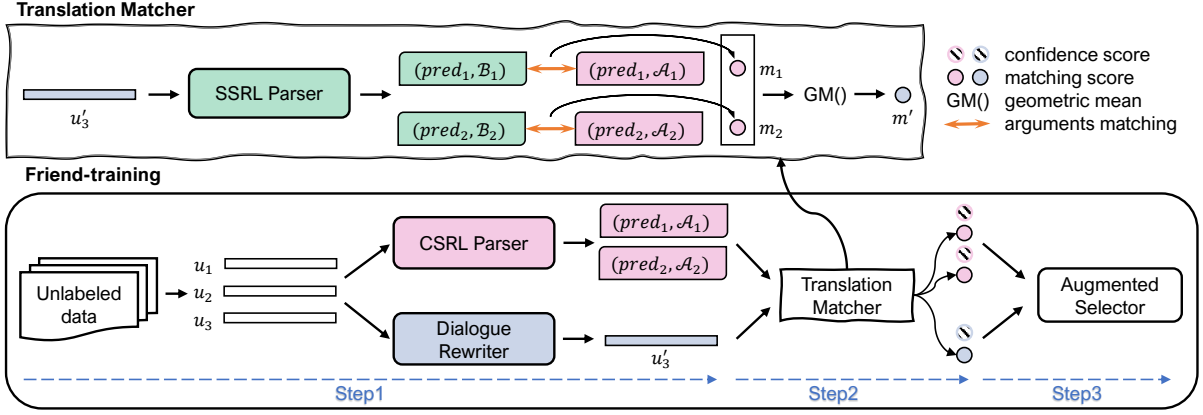 Translation Matcher
u′₃
SSRL Parser
(pred₁, ℬ₁)
(pred₁, 𝒜₁)
(pred₂, ℬ₂)
(pred₂, 𝒜₂)
m₁
m₂
GM()
m′
confidence score
matching score
GM() geometric mean
arguments matching
Friend-training
Unlabeled
data
u₁
u₂
u₃
CSRL Parser
Dialogue
Rewriter
(pred₁, 𝒜₁)
(pred₂, 𝒜₂)
u′₃
Translation
Matcher
Augmented
Selector
Step1
Step2
Step3